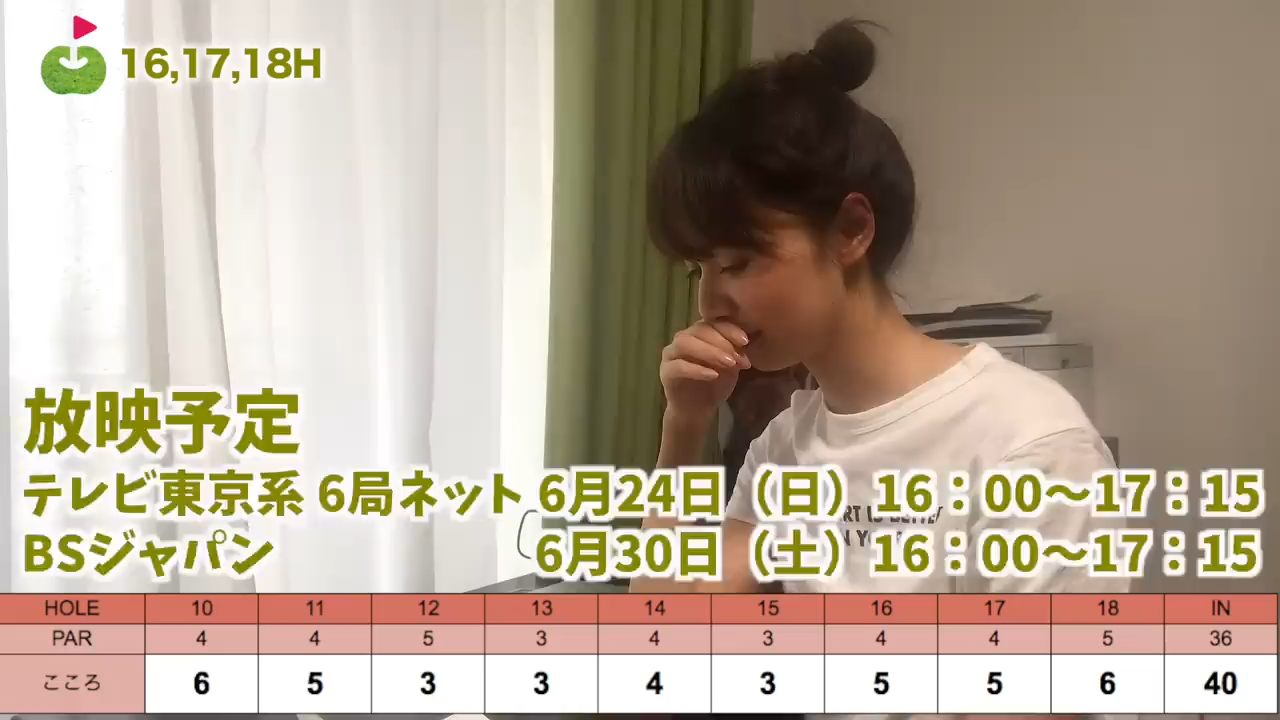 16,17,18H
放映予定
テレビ東京系 6局ネット 6月24日（日）16：00〜17：15
BSジャパン 6月30日（土）16：00〜17：15
HOLE 10 11 12 13 14 15 16 17 18 IN
PAR 4 4 5 3 4 3 4 4 5 36
こころ 6 5 3 3 4 3 5 5 6 40